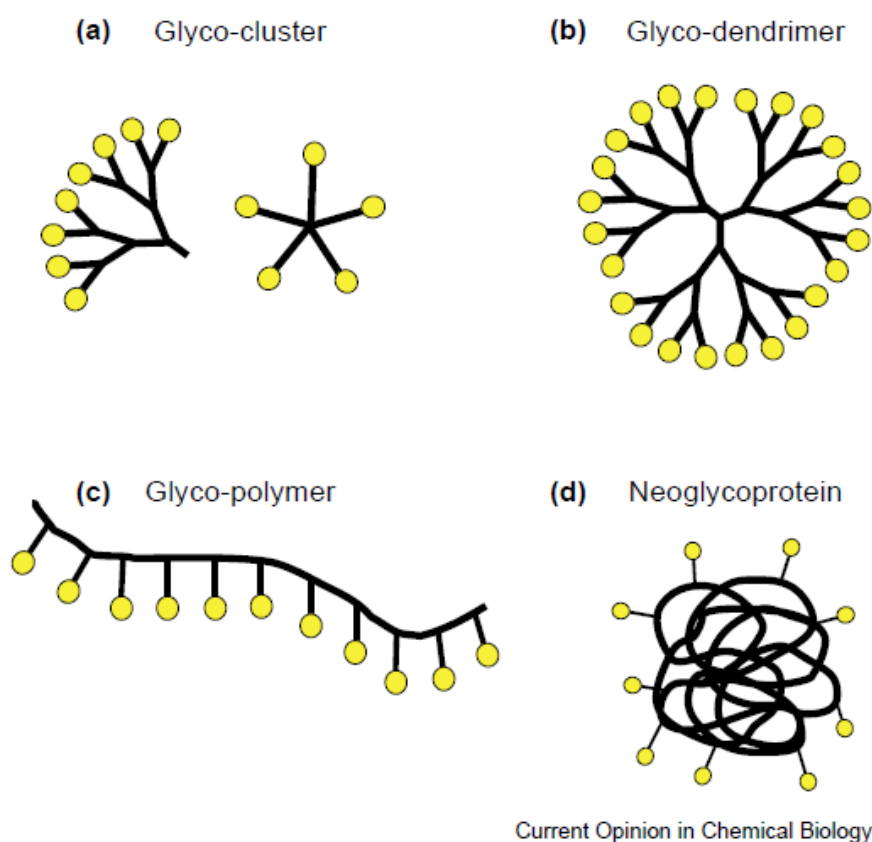 (a) Glyco-cluster
(b) Glyco-dendrimer
(c) Glyco-polymer
(d) Neoglycoprotein
Current Opinion in Chemical Biology